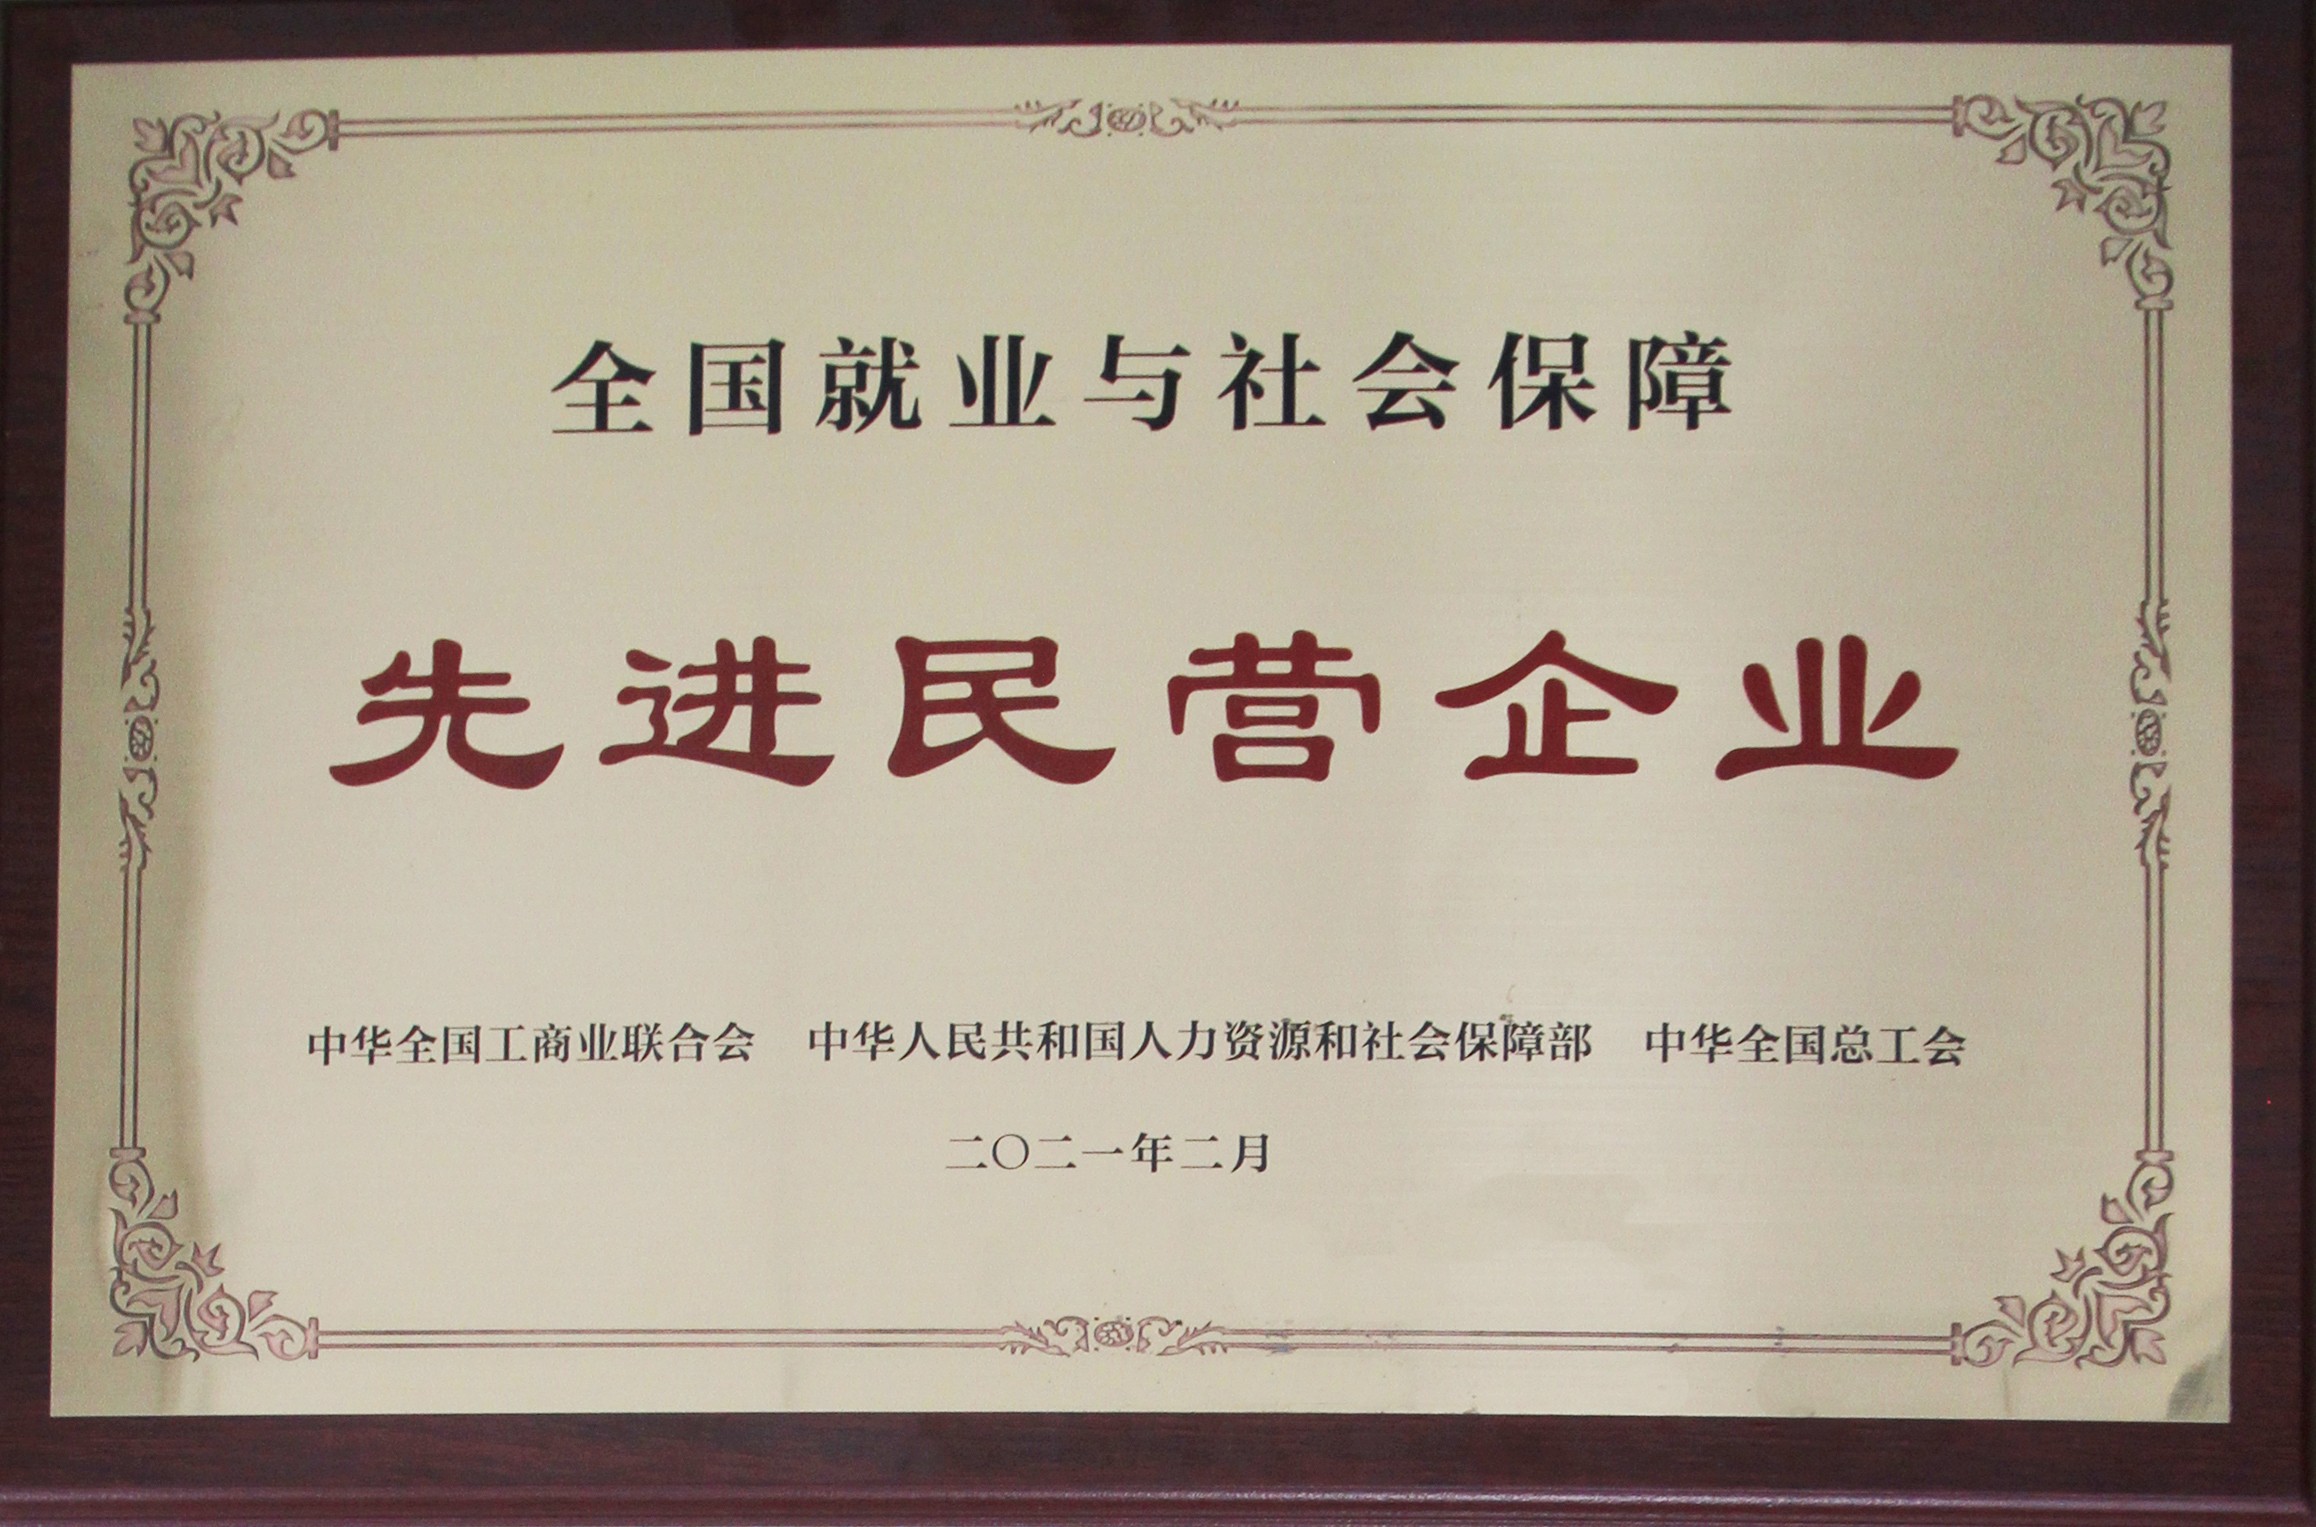 全国就业与社会保障
先进民营企业
中华全国工商业联合会 中华人民共和国人力资源和社会保障部 中华全国总工会
二〇二一年二月